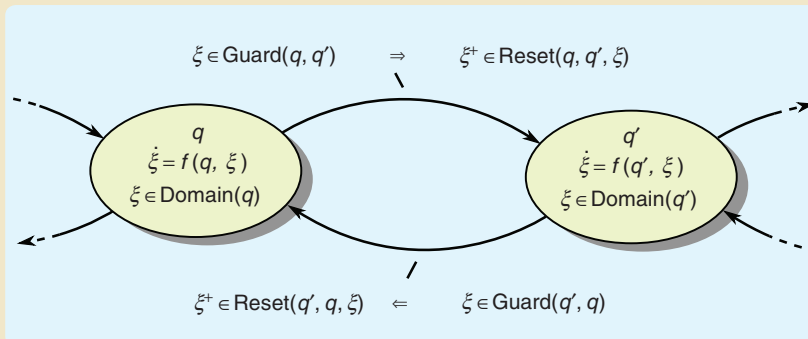 ξ ∈ Guard(q, q′) ⇒ ξ⁺ ∈ Reset(q, q′, ξ)
q
ξ̇ = f(q, ξ)
ξ ∈ Domain(q)
q′
ξ̇ = f(q′, ξ)
ξ ∈ Domain(q′)
ξ⁺ ∈ Reset(q′, q, ξ) ⇐ ξ ∈ Guard(q′, q)